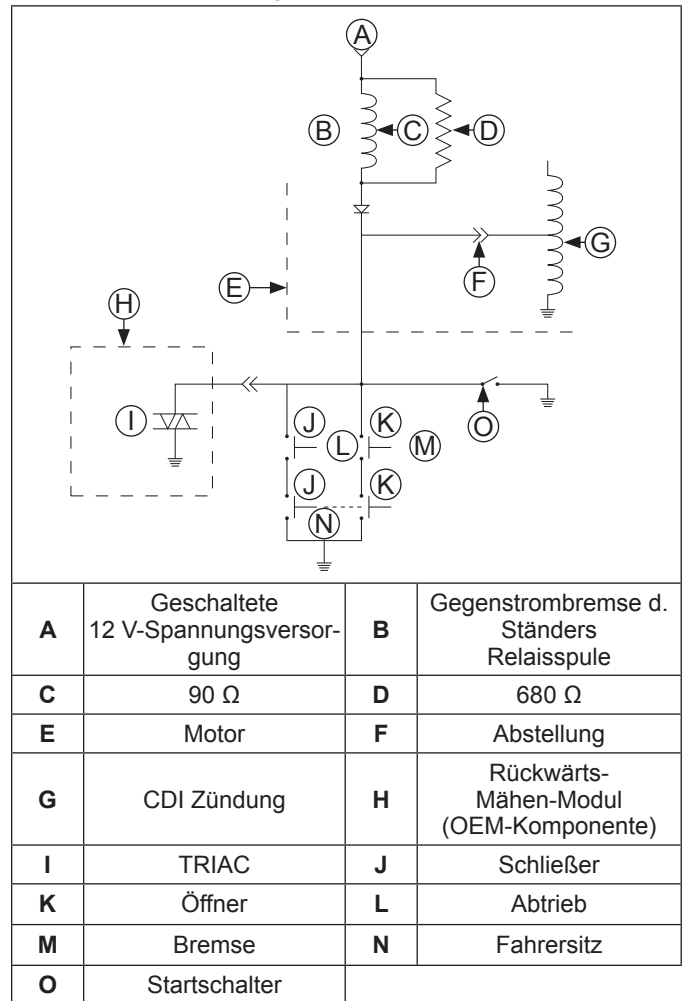 A
B
C
D
G
F
E
H
I
J
K
L
M
O
J
K
N
A
Geschaltete
12 V-Spannungsversor-
gung
B
Gegenstrombremse d.
Ständers
Relaisspule
C
90 Ω
D
680 Ω
E
Motor
F
Abstellung
G
CDI Zündung
H
Rückwärts-
Mähen-Modul
(OEM-Komponente)
I
TRIAC
J
Schließer
K
Öffner
L
Abtrieb
M
Bremse
N
Fahrersitz
O
Startschalter